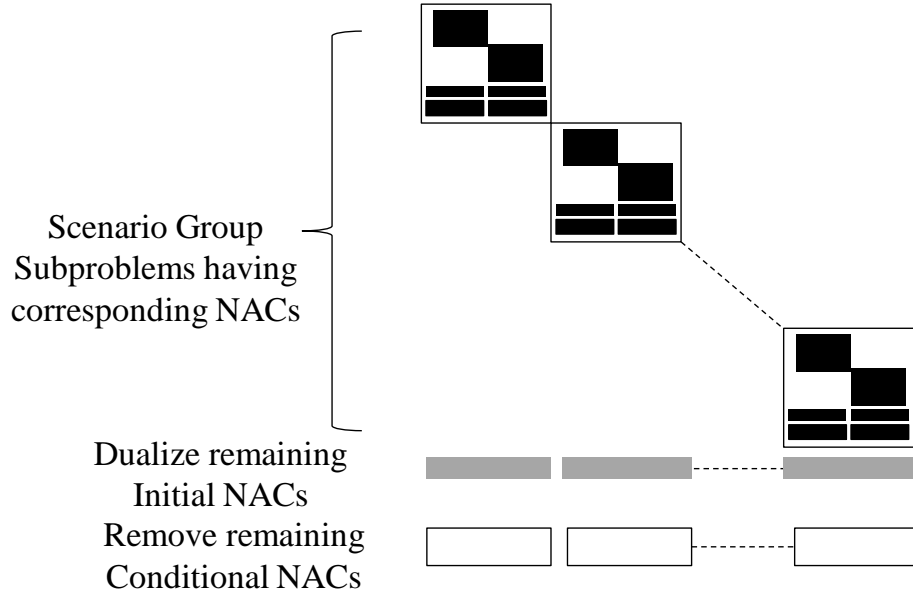 Scenario Group
Subproblems having
corresponding NACs
Dualize remaining
Initial NACs
Remove remaining
Conditional NACs